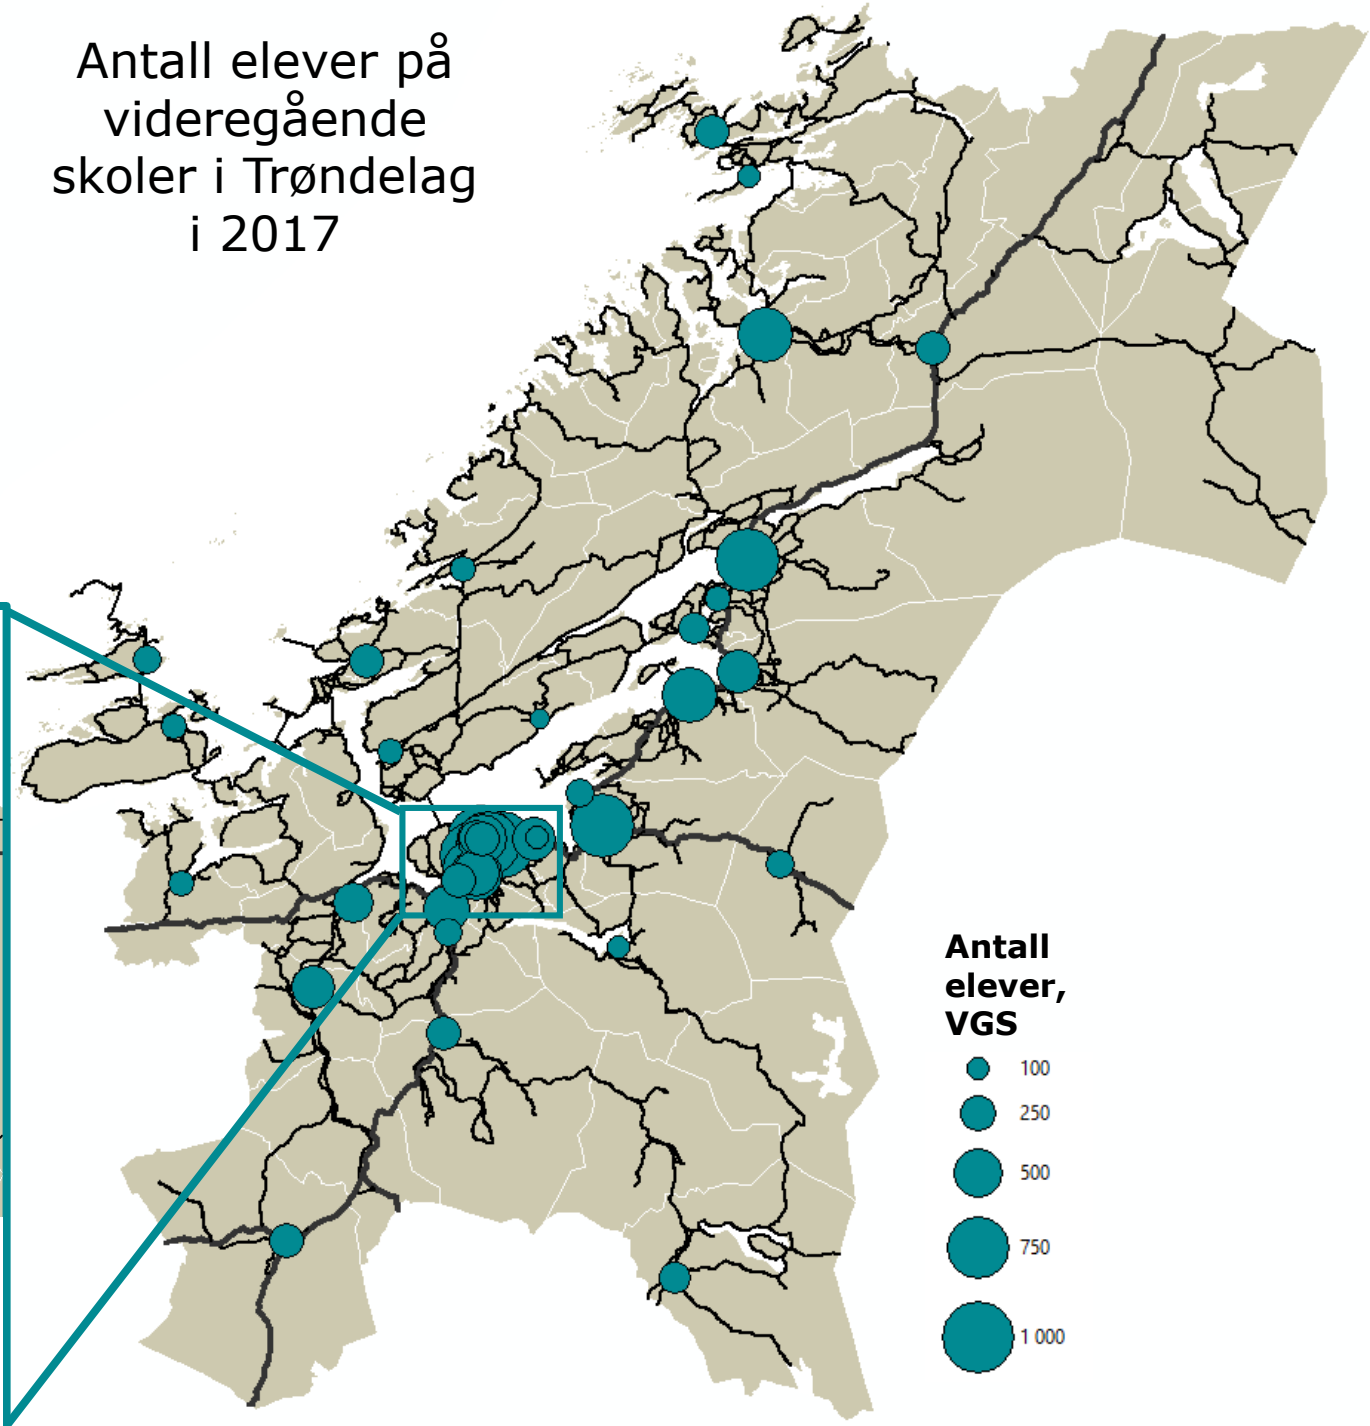 Antall elever på
videregående
skoler i Trøndelag
i 2017
Antall
elever,
VGS
100
250
500
750
1 000